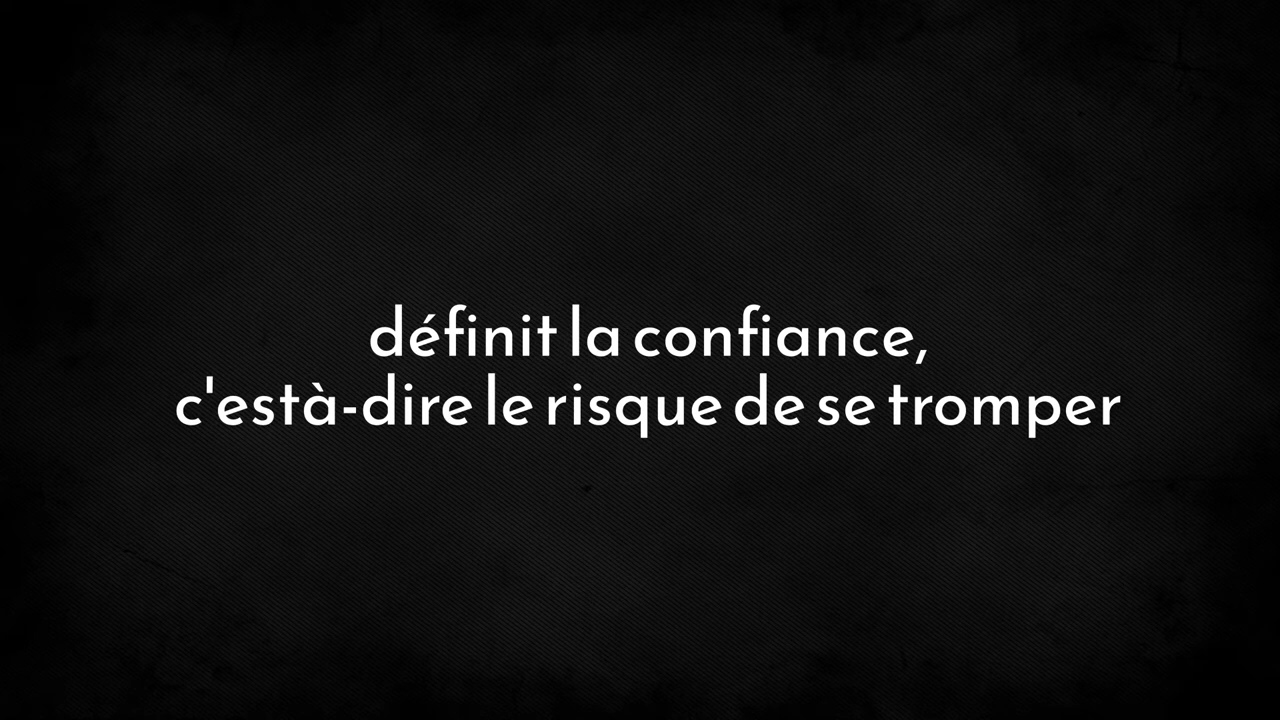 définit la confiance,
c'està-dire le risque de se tromper